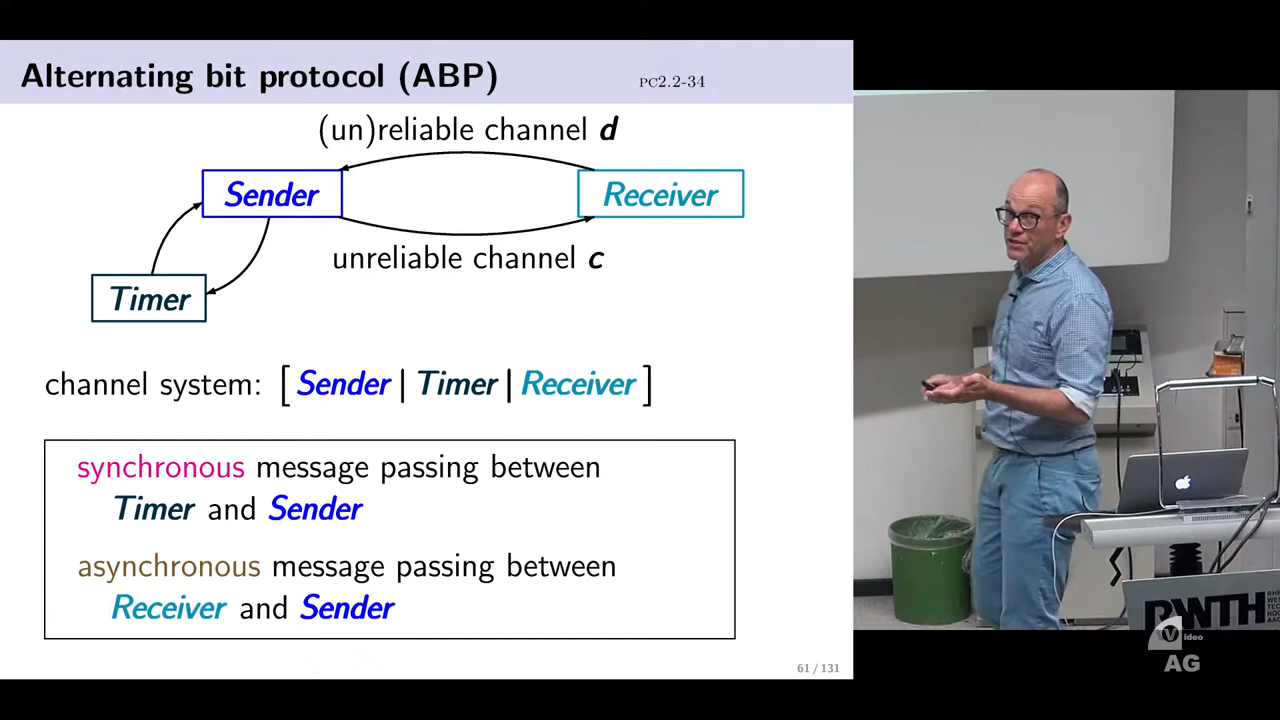 Alternating bit protocol (ABP)
PC2.2-34
(un)reliable channel d
Sender
Receiver
unreliable channel c
Timer
channel system: [ Sender | Timer | Receiver ]
synchronous message passing between
Timer and Sender
asynchronous message passing between
Receiver and Sender
61 / 131
RWTH
Video
AG